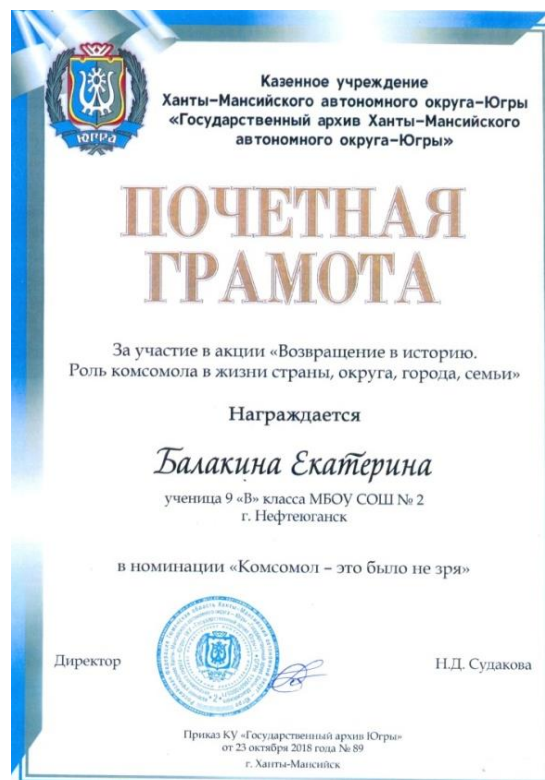 ЮГРА
Казенное учреждение
Ханты-Мансийского автономного округа-Югры
«Государственный архив Ханты-Мансийского
автономного округа-Югры»
ПОЧЕТНАЯ
ГРАМОТА
За участие в акции «Возвращение в историю.
Роль комсомола в жизни страны, округа, города, семьи»
Награждается
Балакина Екатерина
ученица 9 «В» класса МБОУ СОШ № 2
г. Нефтеюганск
в номинации «Комсомол – это было не зря»
Директор
Н.Д. Судакова
Приказ КУ «Государственный архив Югры»
от 23 октября 2018 года № 89
г. Ханты-Мансийск